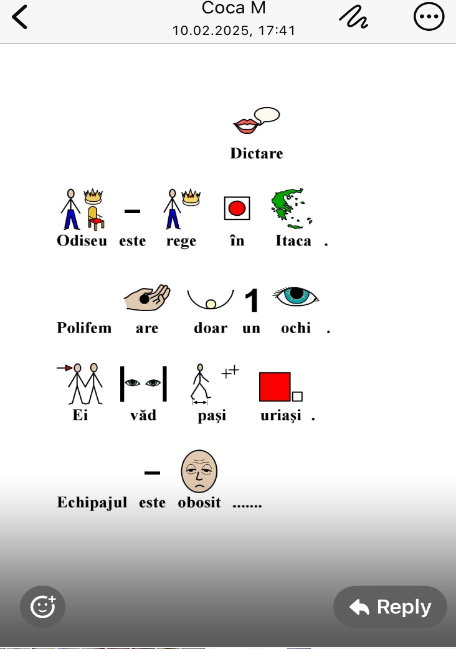 Coca M
10.02.2025, 17:41
Dictare
Odiseu este rege în Itaca .
1
Polifem are doar un ochi .
Ei văd pași uriași .
Echipajul este obosit .......
Reply